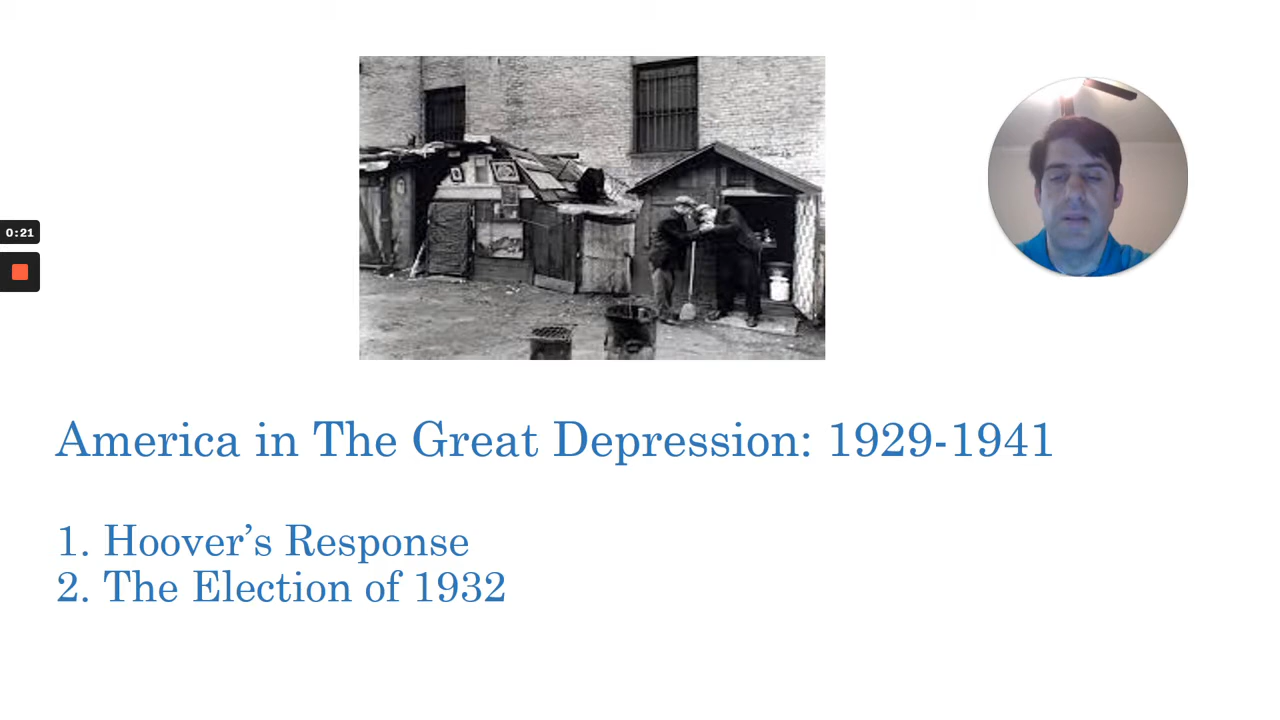 0:21
America in The Great Depression: 1929-1941
1. Hoover’s Response
2. The Election of 1932